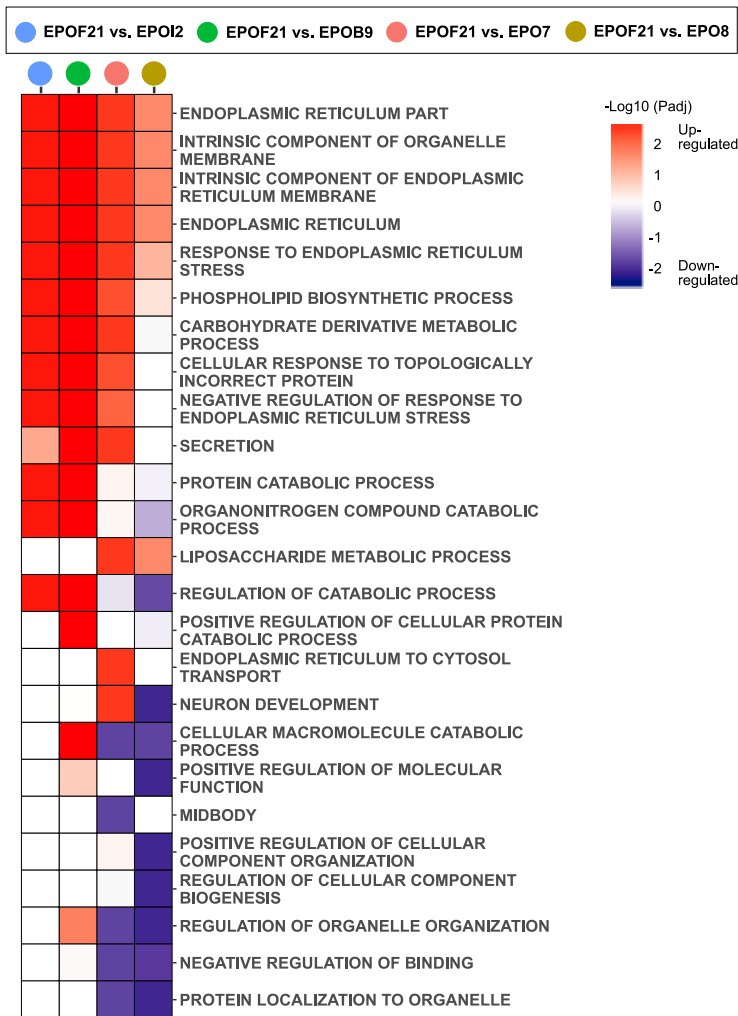 EPOF21 vs. EPOI2 EPOF21 vs. EPOB9 EPOF21 vs. EPO7 EPOF21 vs. EPO8
-Log10 (Padj)
2
1
0
-1
-2
Up-
regulated
Down-
regulated
ENDOPLASMIC RETICULUM PART
INTRINSIC COMPONENT OF ORGANELLE
MEMBRANE
INTRINSIC COMPONENT OF ENDOPLASMIC
RETICULUM MEMBRANE
ENDOPLASMIC RETICULUM
RESPONSE TO ENDOPLASMIC RETICULUM
STRESS
PHOSPHOLIPID BIOSYNTHETIC PROCESS
CARBOHYDRATE DERIVATIVE METABOLIC
PROCESS
CELLULAR RESPONSE TO TOPOLOGICALLY
INCORRECT PROTEIN
NEGATIVE REGULATION OF RESPONSE TO
ENDOPLASMIC RETICULUM STRESS
SECRETION
PROTEIN CATABOLIC PROCESS
ORGANONITROGEN COMPOUND CATABOLIC
PROCESS
LIPOSACCHARIDE METABOLIC PROCESS
REGULATION OF CATABOLIC PROCESS
POSITIVE REGULATION OF CELLULAR PROTEIN
CATABOLIC PROCESS
ENDOPLASMIC RETICULUM TO CYTOSOL
TRANSPORT
NEURON DEVELOPMENT
CELLULAR MACROMOLECULE CATABOLIC
PROCESS
POSITIVE REGULATION OF MOLECULAR
FUNCTION
MIDBODY
POSITIVE REGULATION OF CELLULAR
COMPONENT ORGANIZATION
REGULATION OF CELLULAR COMPONENT
BIOGENESIS
REGULATION OF ORGANELLE ORGANIZATION
NEGATIVE REGULATION OF BINDING
PROTEIN LOCALIZATION TO ORGANELLE